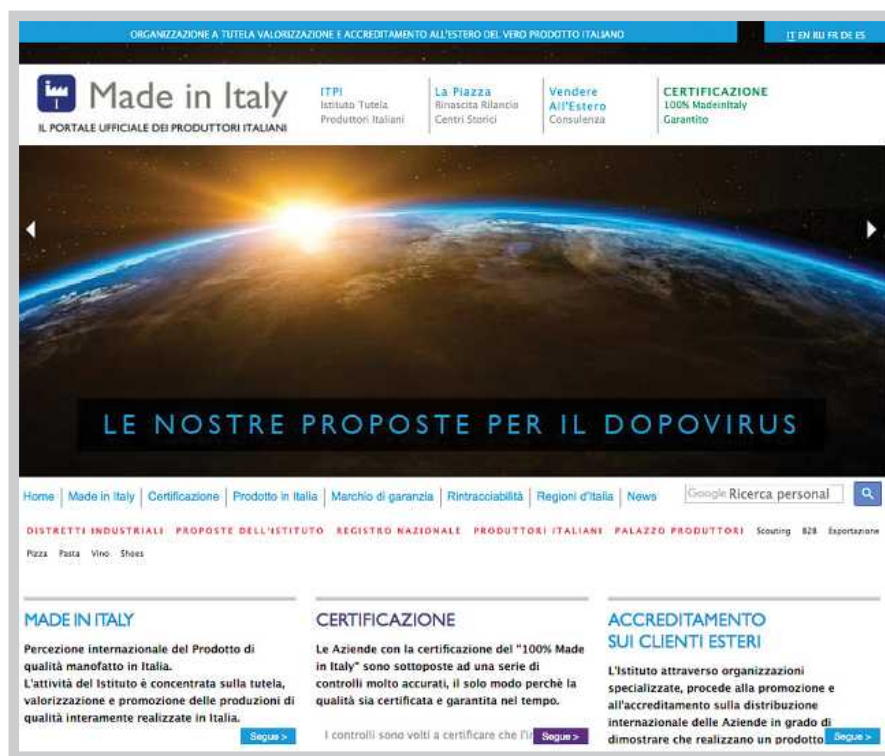 ORGANIZZAZIONE A TUTELA VALORIZZAZIONE E ACCREDITAMENTO ALL'ESTERO DEL VERO PRODOTTO ITALIANO
IT EN RU FR DE ES
Made in Italy
IL PORTALE UFFICIALE DEI PRODUTTORI ITALIANI
ITPI
Istituto Tutela
Produttori Italiani
La Piazza
Rinascita Rilancio
Centri Storici
Vendere
All'Estero
Consulenza
CERTIFICAZIONE
100% MadeinItaly
Garantito
LE NOSTRE PROPOSTE PER IL DOPOVIRUS
Home Made in Italy Certificazione Prodotto in Italia Marchio di garanzia Rintracciabilità Regioni d'Italia News
Google Ricerca personal
DISTRETTI INDUSTRIALI PROPOSTE DELL'ISTITUTO REGISTRO NAZIONALE PRODUTTORI ITALIANI PALAZZO PRODUTTORI Scouting B2B Esportazione
Pizza Pasta Vino Shoes
MADE IN ITALY
Percezione internazionale del Prodotto di
qualità manofatto in Italia.
L'attività del Istituto è concentrata sulla tutela,
valorizzazione e promozione delle produzioni di
qualità interamente realizzate in Italia.
Segue >
CERTIFICAZIONE
Le Aziende con la certificazione del "100% Made
in Italy" sono sottoposte ad una serie di
controlli molto accurati, il solo modo perchè la
qualità sia certificata e garantita nel tempo.
I controlli sono volti a certificare che
Segue >
ACCREDITAMENTO
SUI CLIENTI ESTERI
L'Istituto attraverso organizzazioni
specializzate, procede alla promozione e
all'accreditamento sulla distribuzione
internazionale delle Aziende in grado di
dimostrare che realizzano un prodotto
Segue >